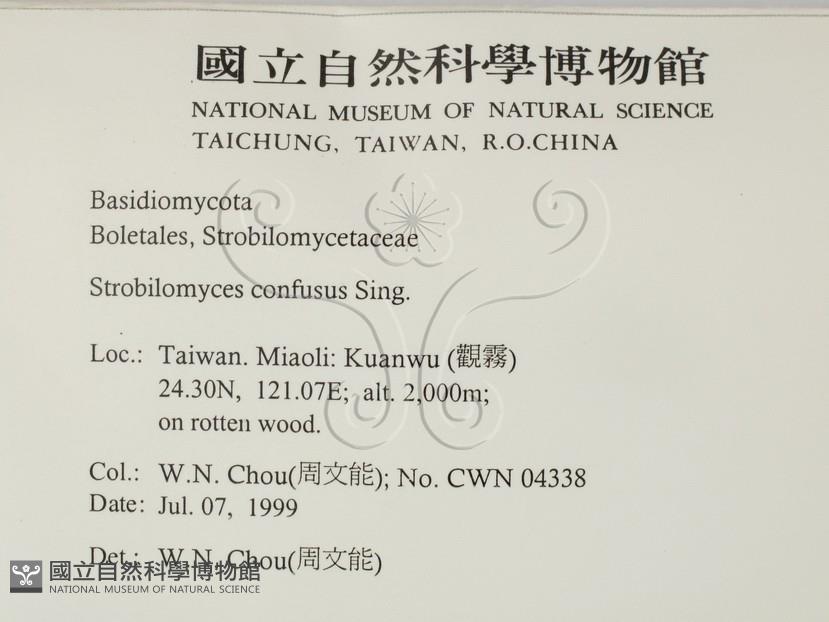 國立自然科學博物館
NATIONAL MUSEUM OF NATURAL SCIENCE
TAICHUNG, TAIWAN, R.O.CHINA
Basidiomycota
Boletales, Strobilomycetaceae
Strobilomyces confusus Sing.
Loc.: Taiwan. Miaoli: Kuanwu (觀霧)
24.30N, 121.07E; alt. 2,000m;
on rotten wood.
Col.: W.N. Chou(周文能); No. CWN 04338
Date: Jul. 07, 1999
Det.: W.N. Chou(周文能)
國立自然科學博物館
NATIONAL MUSEUM OF NATURAL SCIENCE